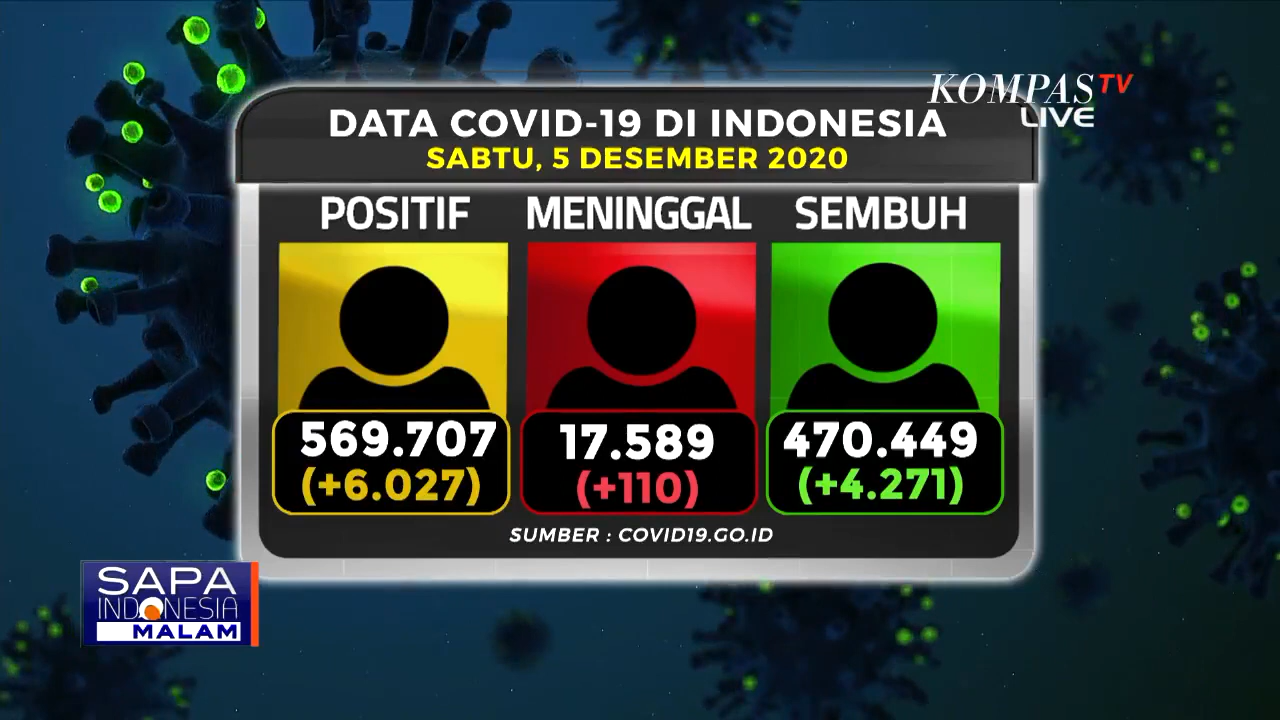 KOMPAS TV
LIVE
DATA COVID-19 DI INDONESIA
SABTU, 5 DESEMBER 2020
POSITIF
MENINGGAL
SEMBUH
569.707
(+6.027)
17.589
(+110)
470.449
(+4.271)
SUMBER : COVID19.GO.ID
SAPA
INDONESIA
MALAM